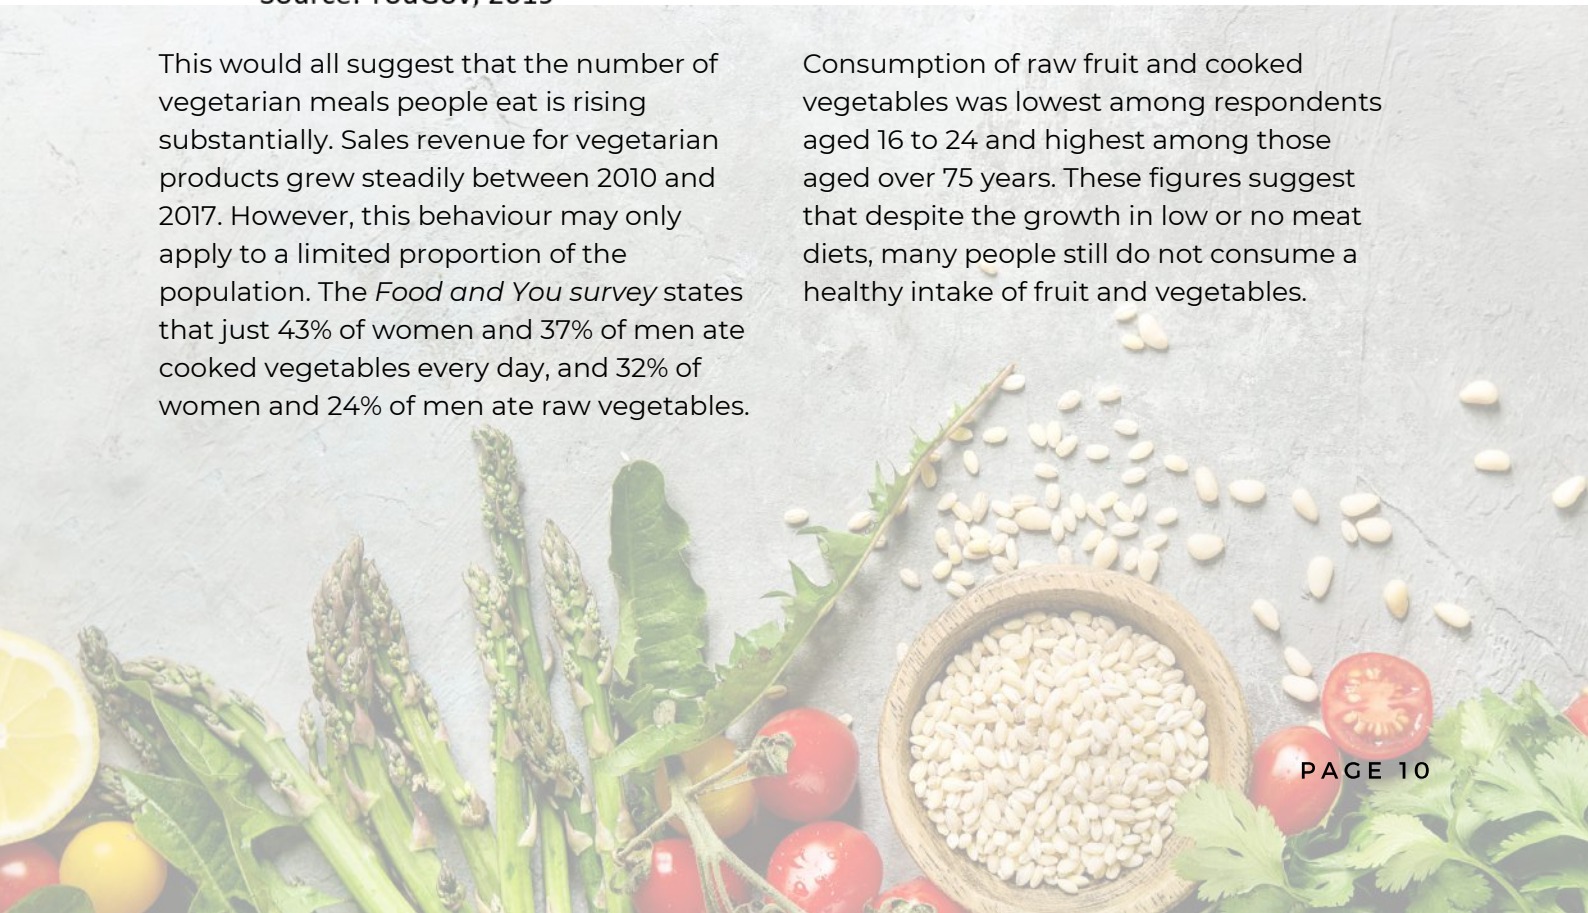 Source: YouGov, 2019
This would all suggest that the number of
vegetarian meals people eat is rising
substantially. Sales revenue for vegetarian
products grew steadily between 2010 and
2017. However, this behaviour may only
apply to a limited proportion of the
population. The Food and You survey states
that just 43% of women and 37% of men ate
cooked vegetables every day, and 32% of
women and 24% of men ate raw vegetables.
Consumption of raw fruit and cooked
vegetables was lowest among respondents
aged 16 to 24 and highest among those
aged over 75 years. These figures suggest
that despite the growth in low or no meat
diets, many people still do not consume a
healthy intake of fruit and vegetables.
PAGE 10